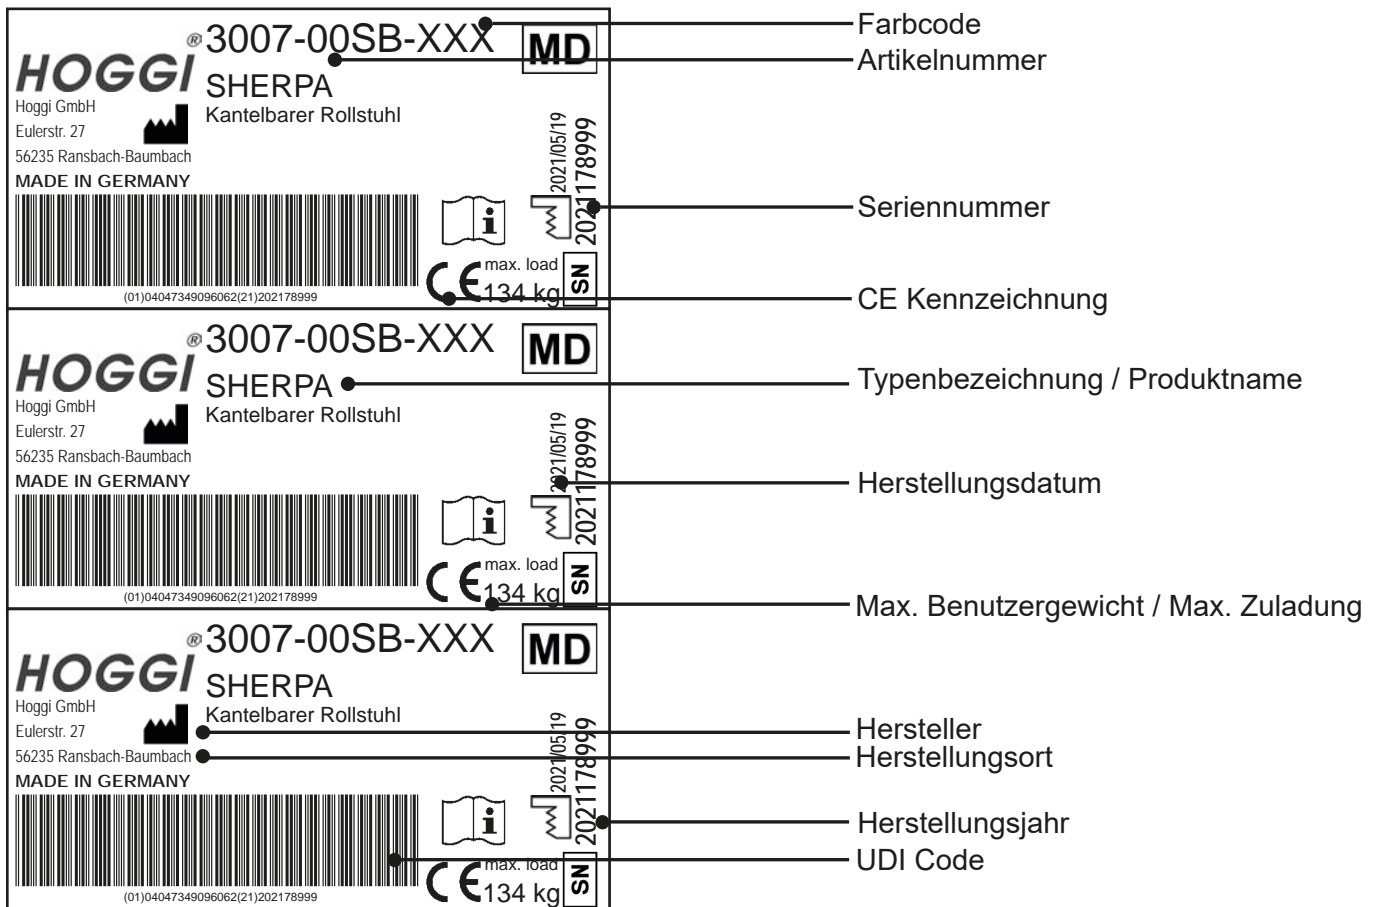 3007-00SB-XXX
MD
HOGGI®
SHERPA
Kantelbarer Rollstuhl
Hoggi GmbH
Eulerstr. 27
56235 Ransbach-Baumbach
MADE IN GERMANY
(01)04047349096062(21)202178999
i
2021/05/19
2021178999
SN
CE
max. load
134 kg
Farbcode
Artikelnummer
Seriennummer
CE Kennzeichnung
3007-00SB-XXX
MD
HOGGI®
SHERPA
Kantelbarer Rollstuhl
Hoggi GmbH
Eulerstr. 27
56235 Ransbach-Baumbach
MADE IN GERMANY
(01)04047349096062(21)202178999
i
2021/05/19
2021178999
SN
CE
max. load
134 kg
Typenbezeichnung / Produktname
Herstellungsdatum
Max. Benutzergewicht / Max. Zuladung
3007-00SB-XXX
MD
HOGGI®
SHERPA
Kantelbarer Rollstuhl
Hoggi GmbH
Eulerstr. 27
56235 Ransbach-Baumbach
MADE IN GERMANY
(01)04047349096062(21)202178999
i
2021/05/19
2021178999
SN
CE
max. load
134 kg
Hersteller
Herstellungsort
Herstellungsjahr
UDI Code